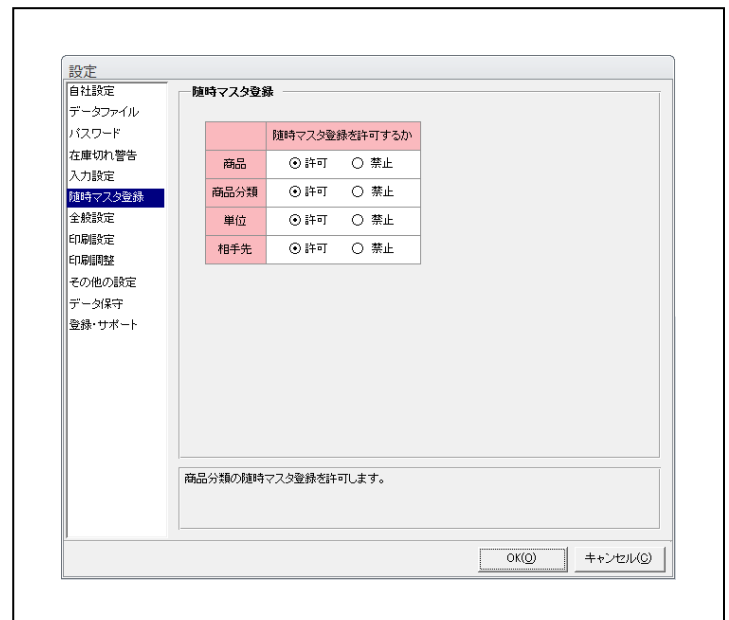 設定
自社設定
データファイル
パスワード
在庫切れ警告
入力設定
随時マスタ登録
全般設定
印刷設定
印刷調整
その他の設定
データ保守
登録・サポート
随時マスタ登録
随時マスタ登録を許可するか
商品 許可 禁止
商品分類 許可 禁止
単位 許可 禁止
相手先 許可 禁止
商品分類の随時マスタ登録を許可します。
OK(O) キャンセル(C)